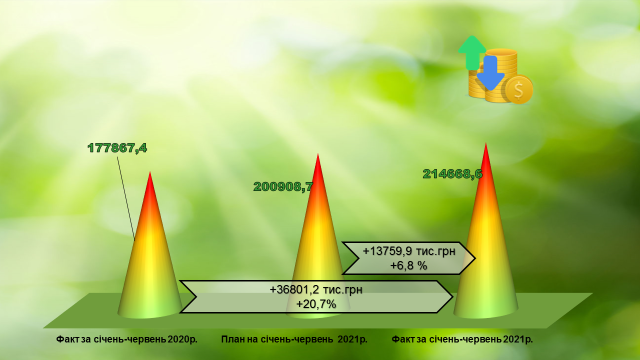 177867,4
200908,7
214668,6
+13759,9 тис.грн
+6,8 %
+36801,2 тис.грн
+20,7%
Факт за січень-червень 2020р.
План на січень-червень 2021р.
Факт за січень-червень 2021р.
$